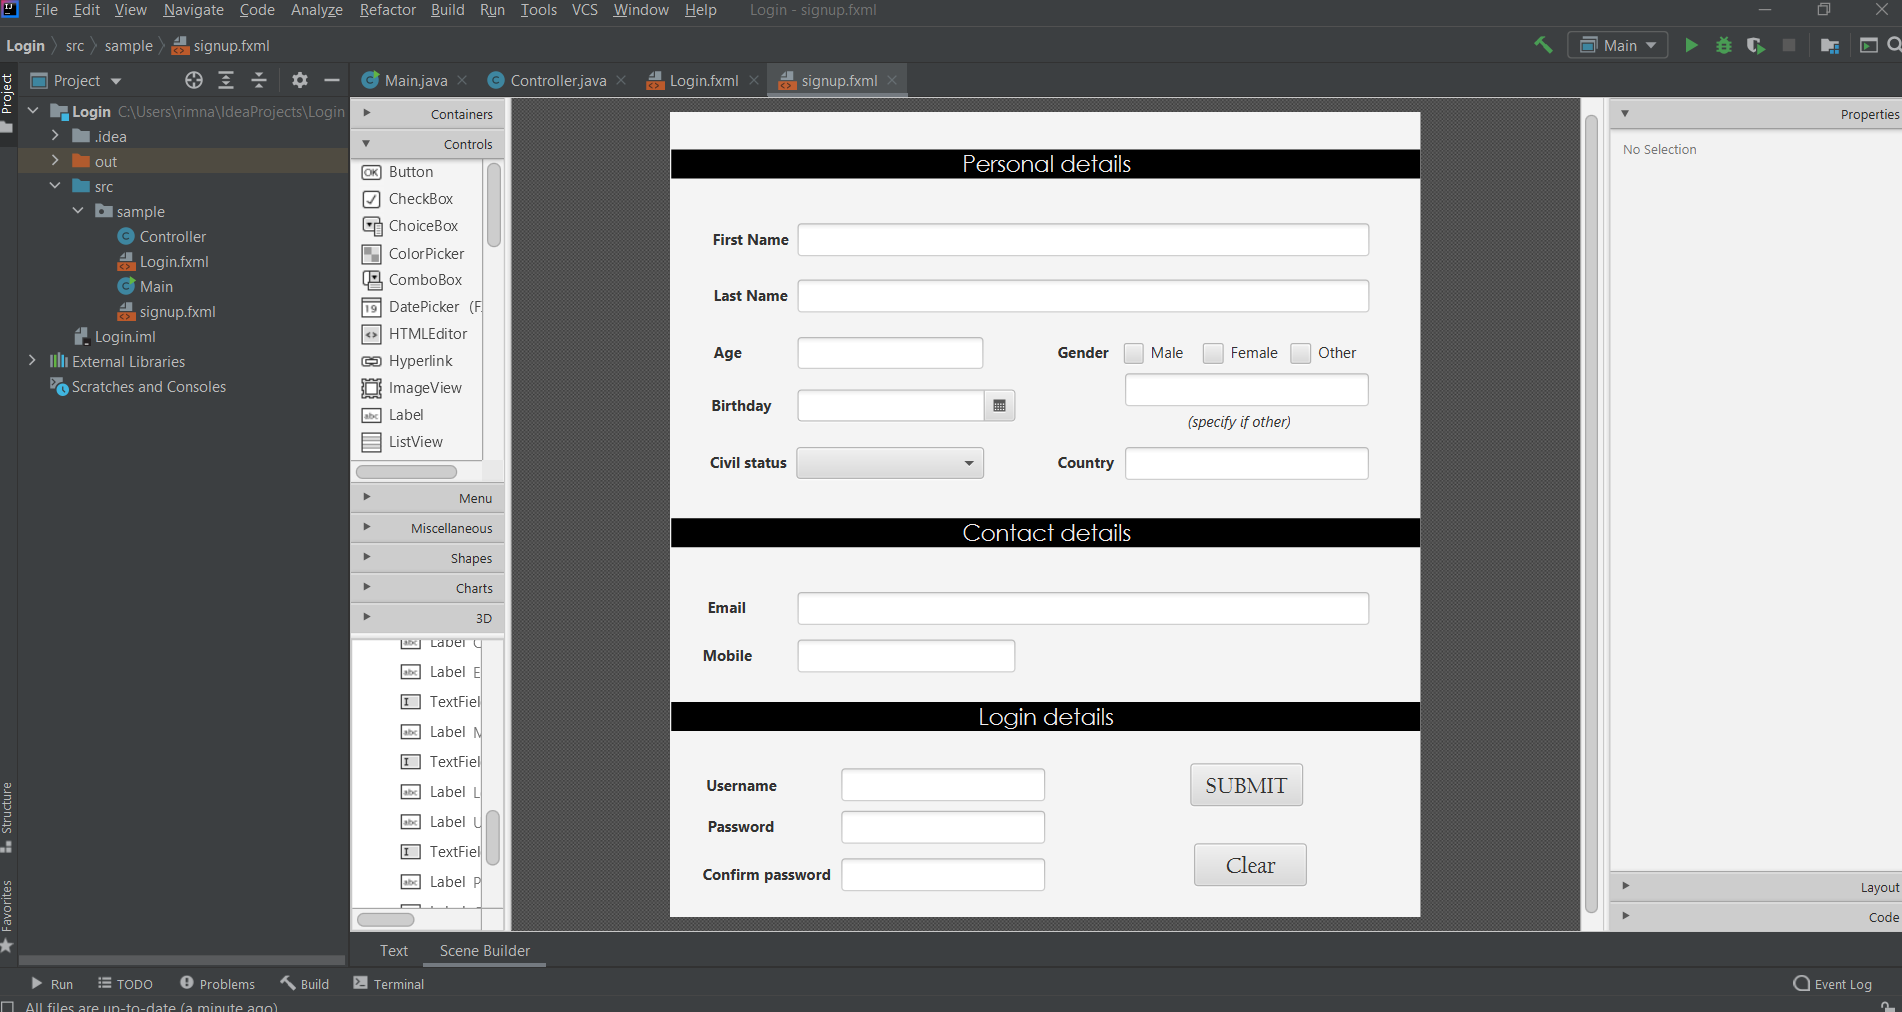 File Edit View Navigate Code Analyze Refactor Build Run Tools VCS Window Help Login - signup.fxml
Login src sample signup.fxml
Main
Project
Project
Main.java Controller.java Login.fxml signup.fxml
Login C:\Users\rimna\IdeaProjects\Login
.idea
out
src
sample
Controller
Login.fxml
Main
signup.fxml
Login.iml
External Libraries
Scratches and Consoles
Structure
Favorites
Containers
Controls
Button
CheckBox
ChoiceBox
ColorPicker
ComboBox
DatePicker (F
HTMLEditor
Hyperlink
ImageView
Label
ListView
Menu
Miscellaneous
Shapes
Charts
3D
Label
Label E
TextFiel
Label M
TextFiel
Label L
Label U
TextFiel
Label P
Personal details
First Name
Last Name
Age
Gender Male Female Other
Birthday
(specify if other)
Civil status
Country
Contact details
Email
Mobile
Login details
Username
SUBMIT
Password
Clear
Confirm password
Properties
No Selection
Layout
Code
Text Scene Builder
Run TODO Problems Build Terminal Event Log
All files are up-to-date (a minute ago)